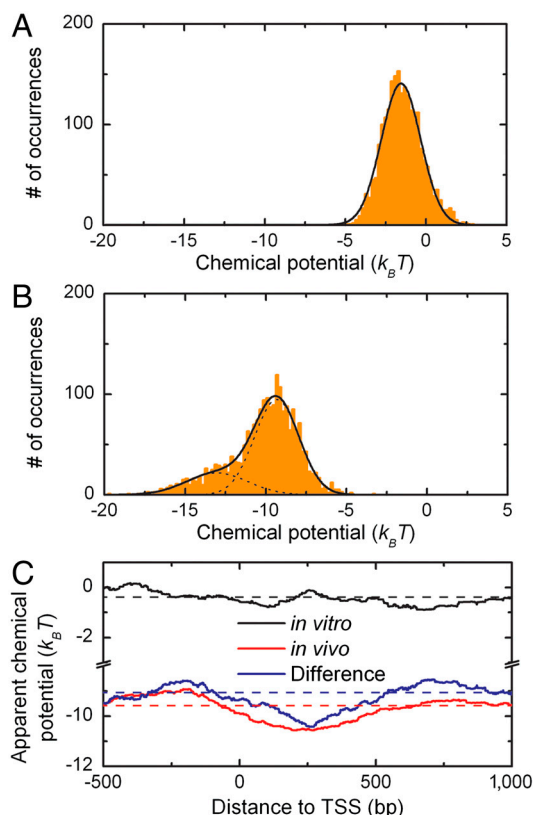 A
200
100
0
# of occurrences
-20 -15 -10 -5 0 5
Chemical potential (kBT)
B
200
100
0
# of occurrences
-20 -15 -10 -5 0 5
Chemical potential (kBT)
C
0
-2
-10
-12
Apparent chemical
potential (kBT)
in vitro
in vivo
Difference
-500 0 500 1,000
Distance to TSS (bp)